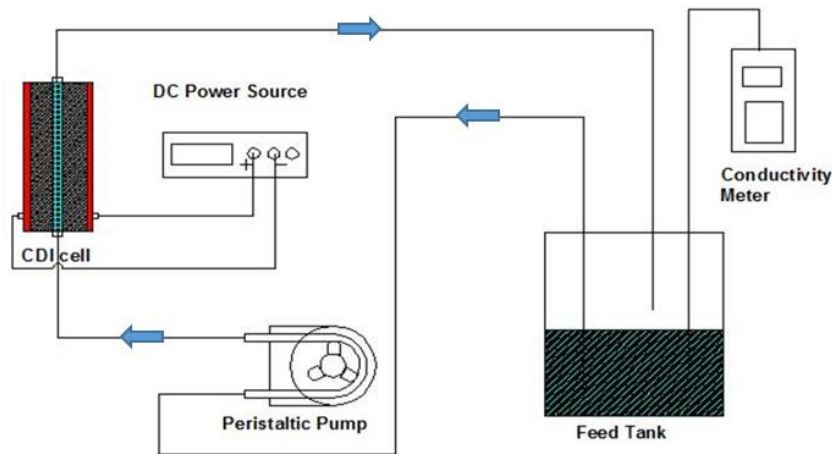 DC Power Source
+ −
Conductivity
Meter
CDI cell
Peristaltic Pump
Feed Tank